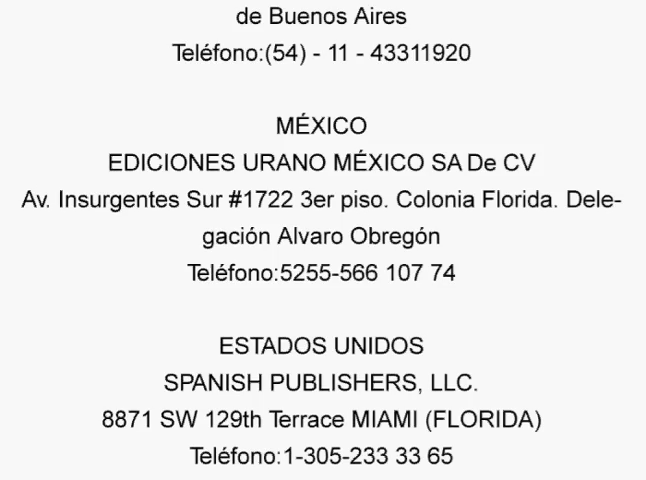 de Buenos Aires
Teléfono:(54) - 11 - 43311920
MÉXICO
EDICIONES URANO MÉXICO SA De CV
Av. Insurgentes Sur #1722 3er piso. Colonia Florida. Dele-
gación Alvaro Obregón
Teléfono:5255-566 107 74
ESTADOS UNIDOS
SPANISH PUBLISHERS, LLC.
8871 SW 129th Terrace MIAMI (FLORIDA)
Teléfono:1-305-233 33 65